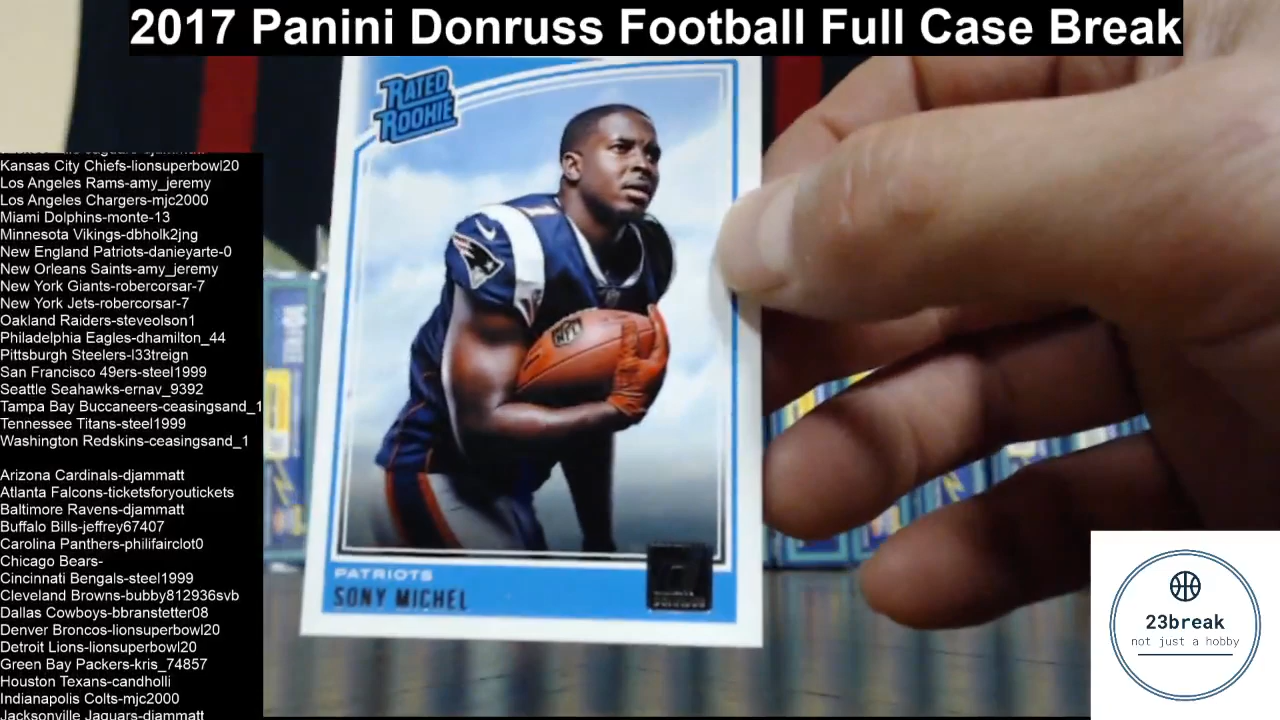 2017 Panini Donruss Football Full Case Break
Kansas City Chiefs-lionsuperbowl20
Los Angeles Rams-amy_jeremy
Los Angeles Chargers-mjc2000
Miami Dolphins-monte-13
Minnesota Vikings-dbholk2jng
New England Patriots-danieyarte-0
New Orleans Saints-amy_jeremy
New York Giants-robercorsar-7
New York Jets-robercorsar-7
Oakland Raiders-steveolson1
Philadelphia Eagles-dhamilton_44
Pittsburgh Steelers-l33treign
San Francisco 49ers-steel1999
Seattle Seahawks-ernav_9392
Tampa Bay Buccaneers-ceasingsand_1
Tennessee Titans-steel1999
Washington Redskins-ceasingsand_1
Arizona Cardinals-djammatt
Atlanta Falcons-ticketsforyoutickets
Baltimore Ravens-djammatt
Buffalo Bills-jeffrey67407
Carolina Panthers-philifairclot0
Chicago Bears-
Cincinnati Bengals-steel1999
Cleveland Browns-bubby812936svb
Dallas Cowboys-bbranstetter08
Denver Broncos-lionsuperbowl20
Detroit Lions-lionsuperbowl20
Green Bay Packers-kris_74857
Houston Texans-candholli
Indianapolis Colts-mjc2000
Jacksonville Jaguars-djammatt
RATED
ROOKIE
NFL
PATRIOTS
SONY MICHEL
23break
not just a hobby